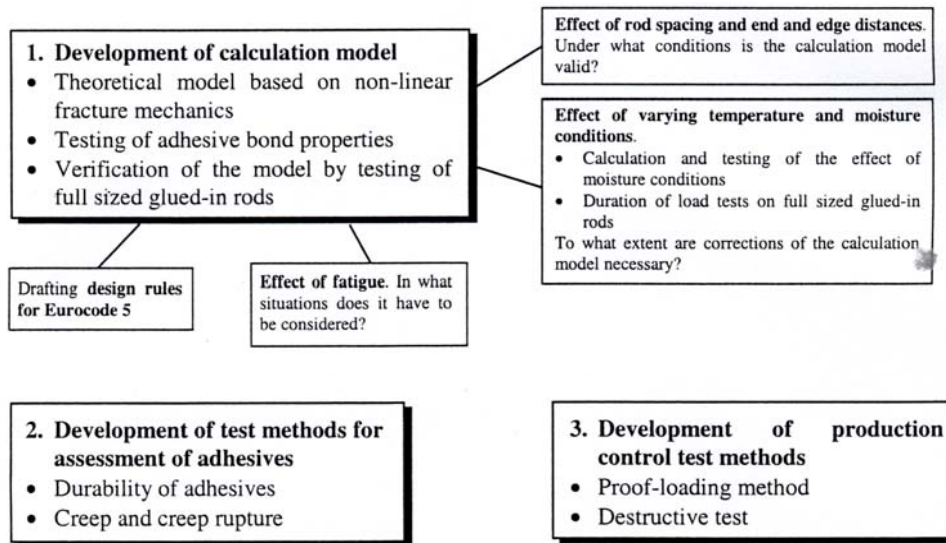 1. Development of calculation model
• Theoretical model based on non-linear
fracture mechanics
• Testing of adhesive bond properties
• Verification of the model by testing of
full sized glued-in rods
Effect of rod spacing and end and edge distances.
Under what conditions is the calculation model
valid?
Effect of varying temperature and moisture
conditions.
• Calculation and testing of the effect of
moisture conditions
• Duration of load tests on full sized glued-in
rods
To what extent are corrections of the calculation
model necessary?
Drafting design rules
for Eurocode 5
Effect of fatigue. In what
situations does it have to
be considered?
2. Development of test methods for
assessment of adhesives
• Durability of adhesives
• Creep and creep rupture
3. Development of production
control test methods
• Proof-loading method
• Destructive test